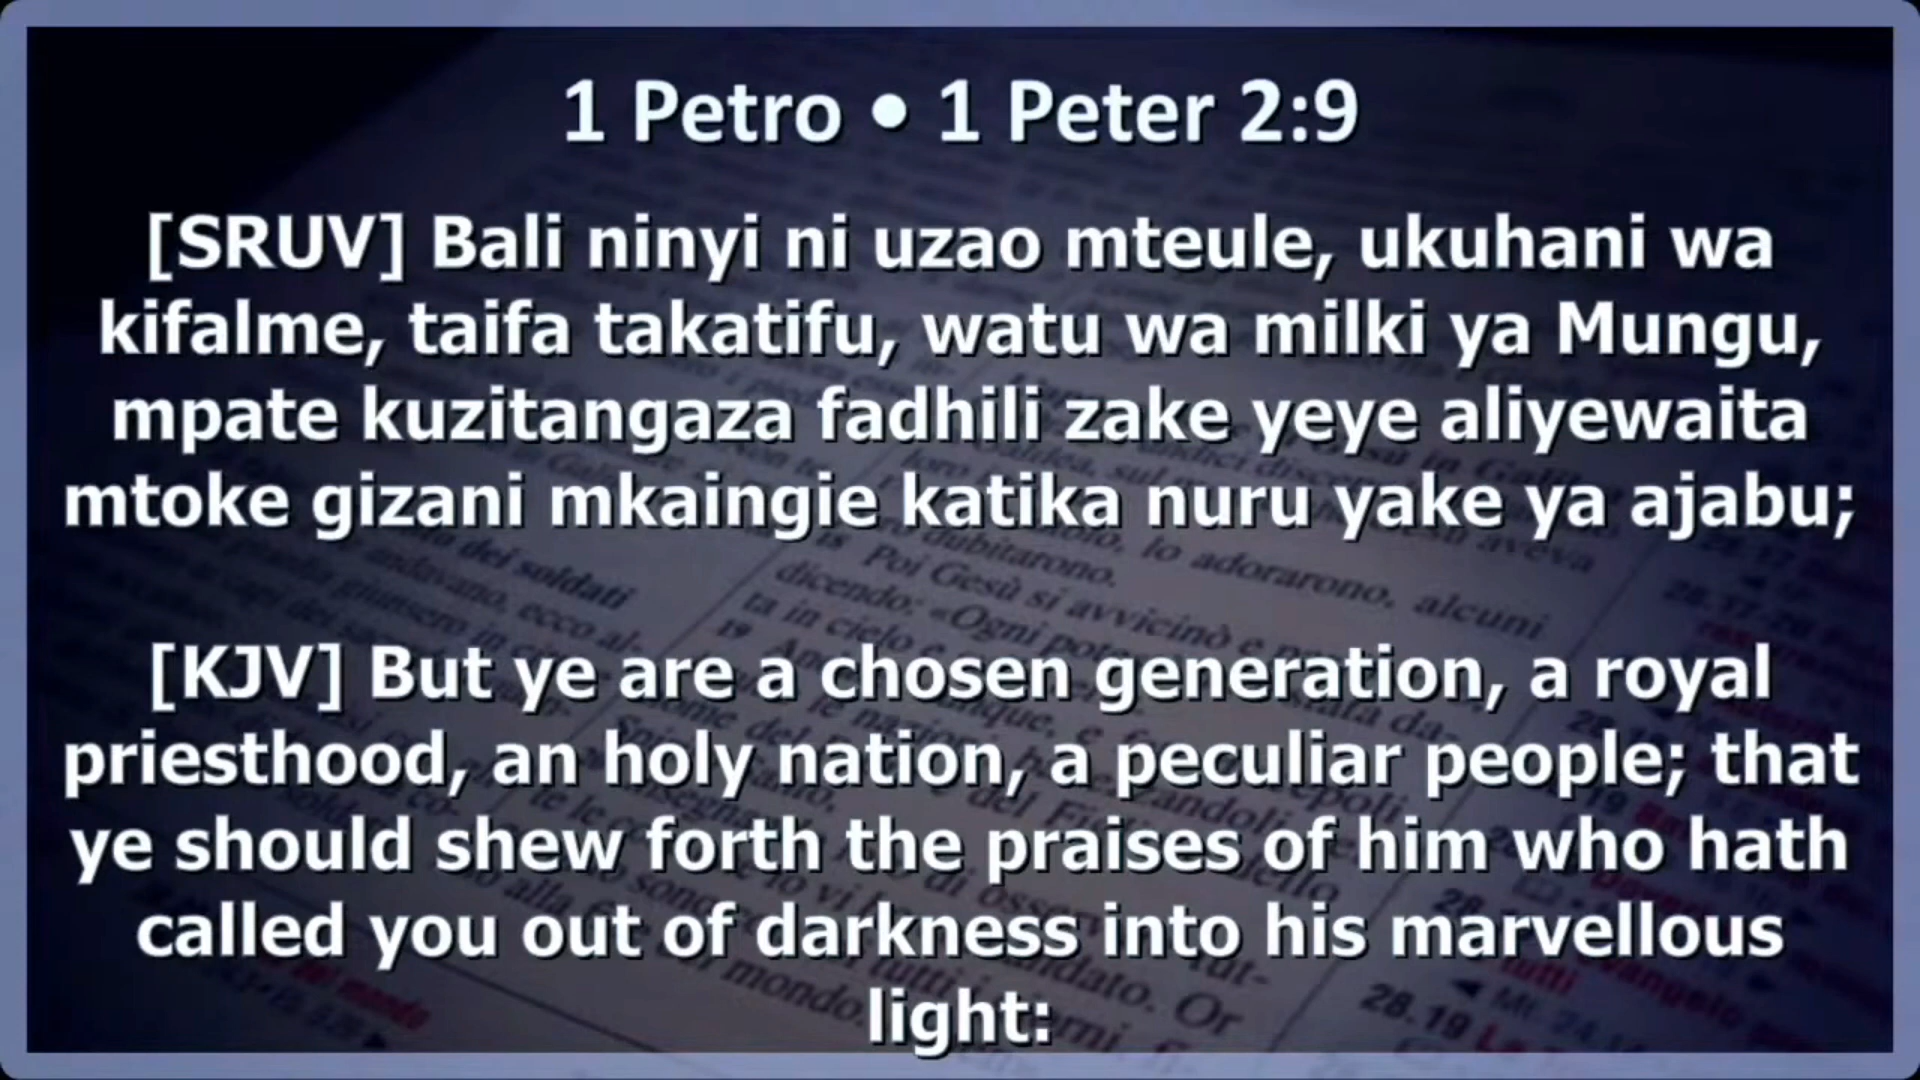 1 Petro • 1 Peter 2:9
[SRUV] Bali ninyi ni uzao mteule, ukuhani wa
kifalme, taifa takatifu, watu wa milki ya Mungu,
mpate kuzitangaza fadhili zake yeye aliyewaita
mtoke gizani mkaingie katika nuru yake ya ajabu;
[KJV] But ye are a chosen generation, a royal
priesthood, an holy nation, a peculiar people; that
ye should shew forth the praises of him who hath
called you out of darkness into his marvellous
light: